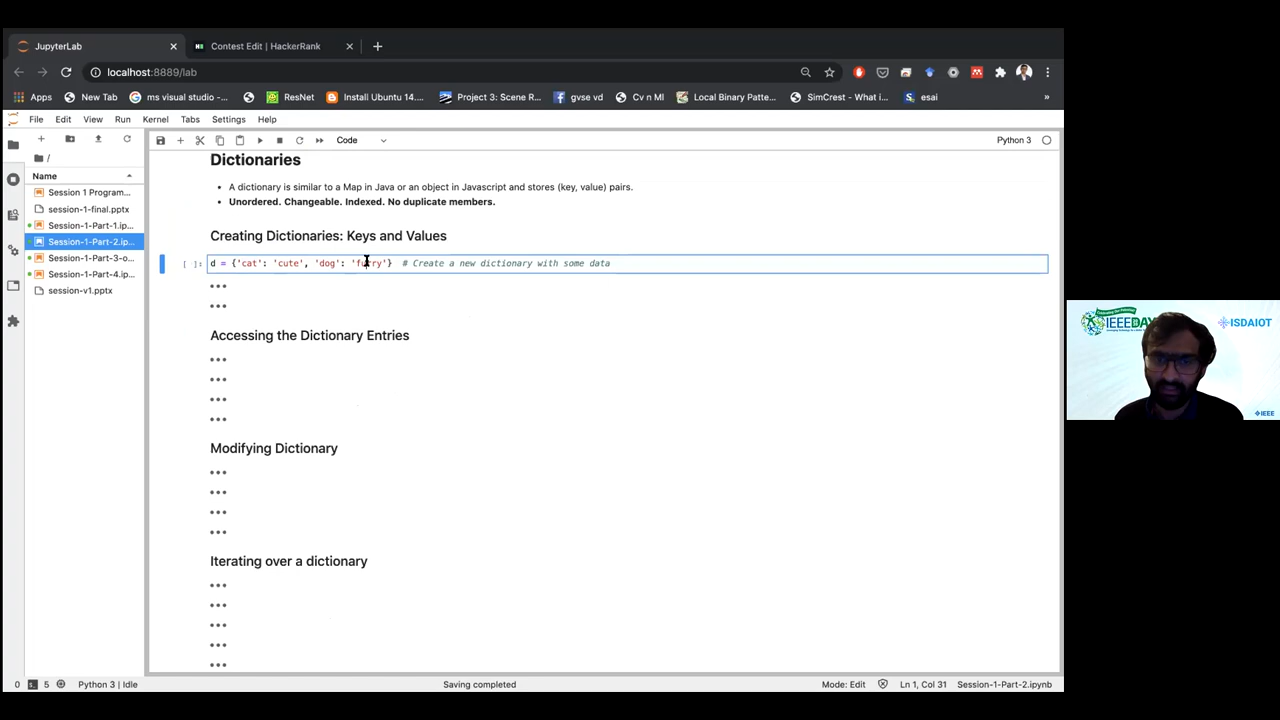 JupyterLab
Contest Edit | HackerRank
localhost:8889/lab
Apps
New Tab
ms visual studio -...
ResNet
Install Ubuntu 14....
Project 3: Scene R...
gvse vd
Cv n Ml
Local Binary Patte...
SimCrest - What i...
esai
»
File Edit View Run Kernel Tabs Settings Help
Code
Python 3
/
Name
Session 1 Program...
session-1-final.pptx
Session-1-Part-1.ip...
Session-1-Part-2.ip...
Session-1-Part-3-o...
Session-1-Part-4.ip...
session-v1.pptx
Dictionaries
A dictionary is similar to a Map in Java or an object in Javascript and stores (key, value) pairs.
Unordered. Changeable. Indexed. No duplicate members.
Creating Dictionaries: Keys and Values
[ ]: d = {'cat': 'cute', 'dog': 'furry'} # Create a new dictionary with some data
Accessing the Dictionary Entries
Modifying Dictionary
Iterating over a dictionary
IEEEDAY
ISDAIOT
IEEE
0 5 Python 3 | Idle
Saving completed
Mode: Edit
Ln 1, Col 31
Session-1-Part-2.ipynb